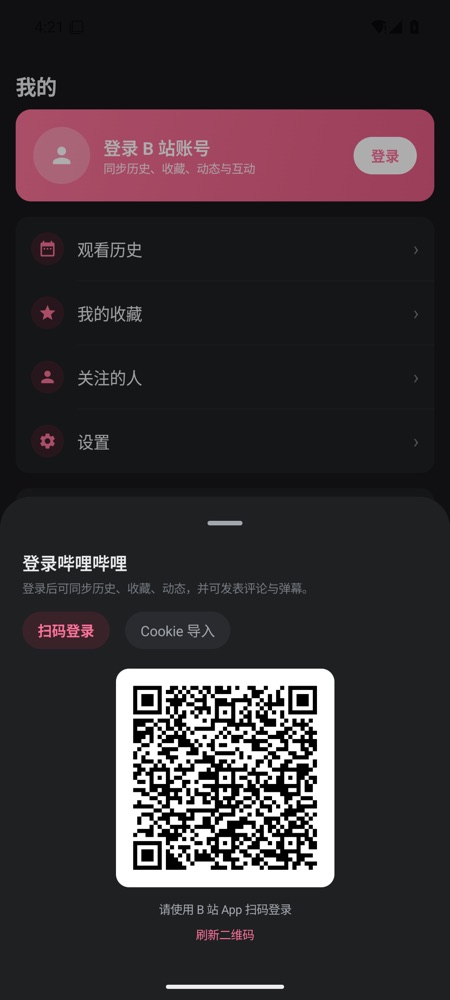 4:21
我的
登录 B 站账号
同步历史、收藏、动态与互动
登录
观看历史
我的收藏
关注的人
设置
登录哔哩哔哩
登录后可同步历史、收藏、动态，并可发表评论与弹幕。
扫码登录
Cookie 导入
请使用 B 站 App 扫码登录
刷新二维码